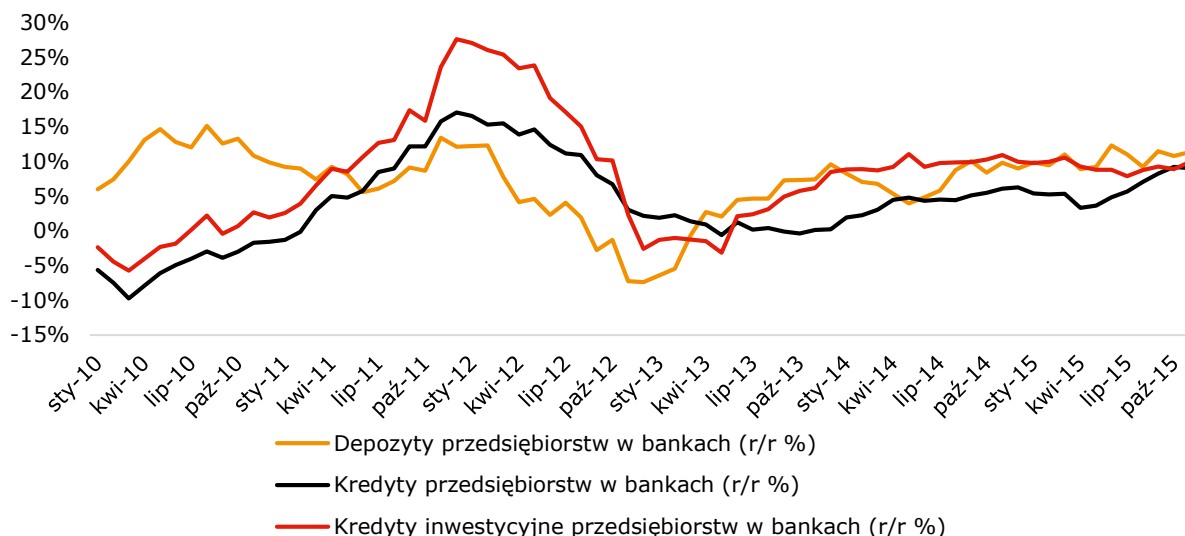 30%
25%
20%
15%
10%
5%
0%
-5%
-10%
-15%
sty-10
kwi-10
lip-10
paź-10
sty-11
kwi-11
lip-11
paź-11
sty-12
kwi-12
lip-12
paź-12
sty-13
kwi-13
lip-13
paź-13
sty-14
kwi-14
lip-14
paź-14
sty-15
kwi-15
lip-15
paź-15
Depozyty przedsiębiorstw w bankach (r/r %)
Kredyty przedsiębiorstw w bankach (r/r %)
Kredyty inwestycyjne przedsiębiorstw w bankach (r/r %)